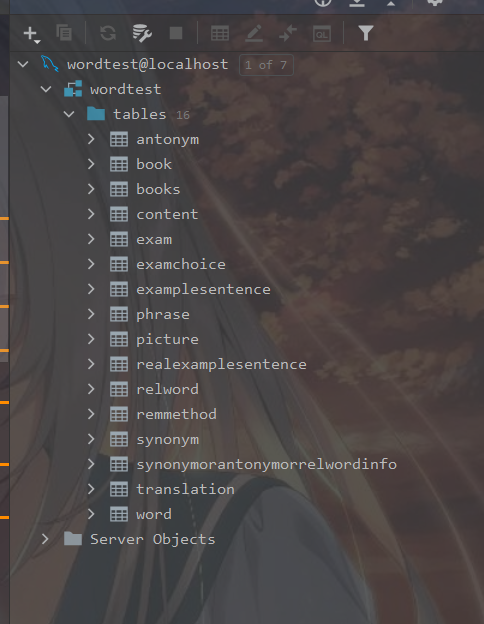 wordtest@localhost 1 of 7
wordtest
tables 16
antonym
book
books
content
exam
examchoice
examplesentence
phrase
picture
realexamplesentence
relword
remmethod
synonym
synonymorantonymorrelwordinfo
translation
word
Server Objects